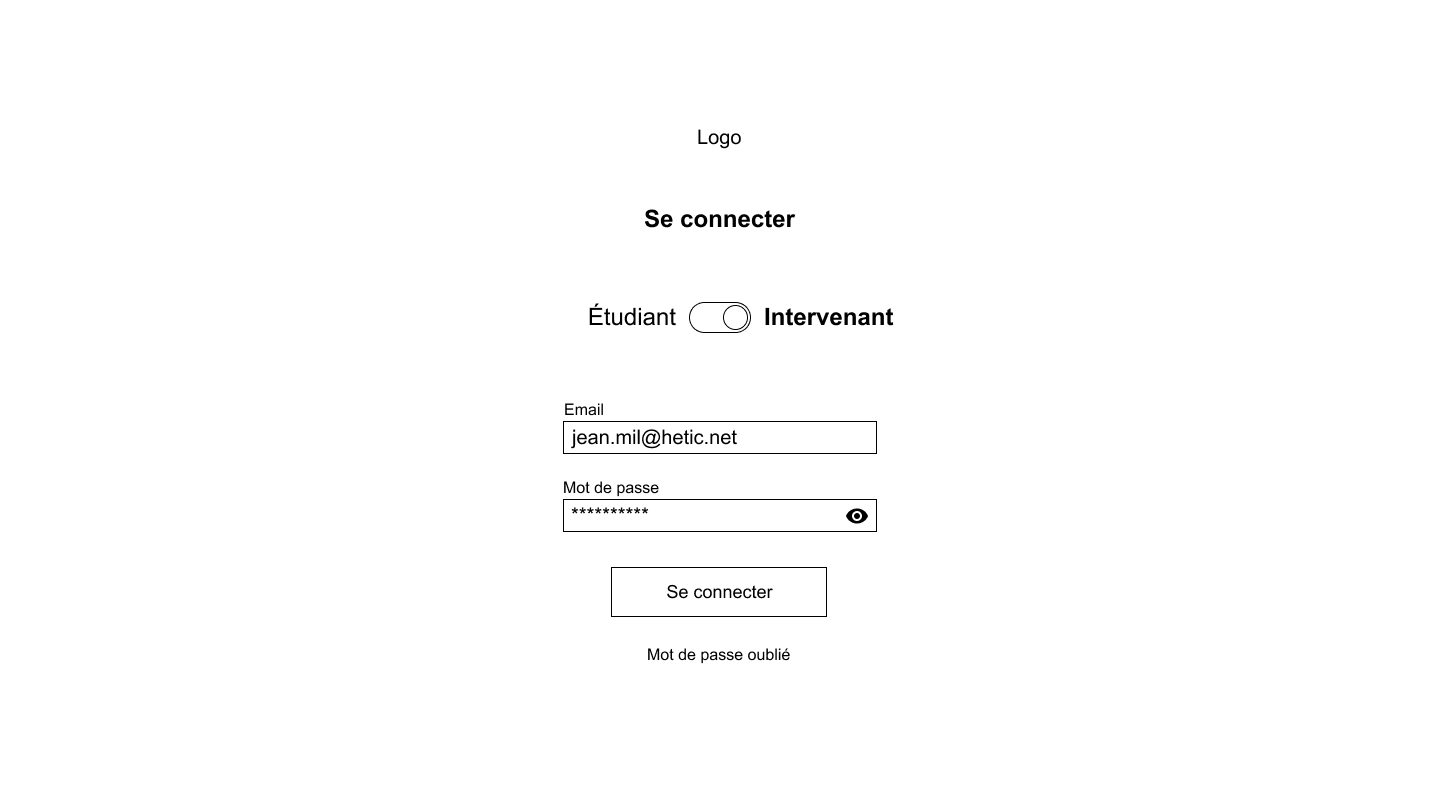 Logo
Se connecter
Étudiant Intervenant
Email
jean.mil@hetic.net
Mot de passe
**********
Se connecter
Mot de passe oublié